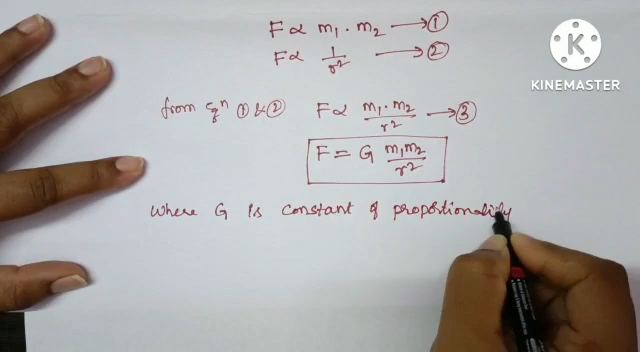 F ∝ m₁ · m₂ → ①
F ∝ 1/r² → ②
from eqⁿ ① & ② F ∝ m₁ · m₂/r² → ③
F = G m₁m₂/r²
Where G is constant of proportionality
K
KINEMASTER